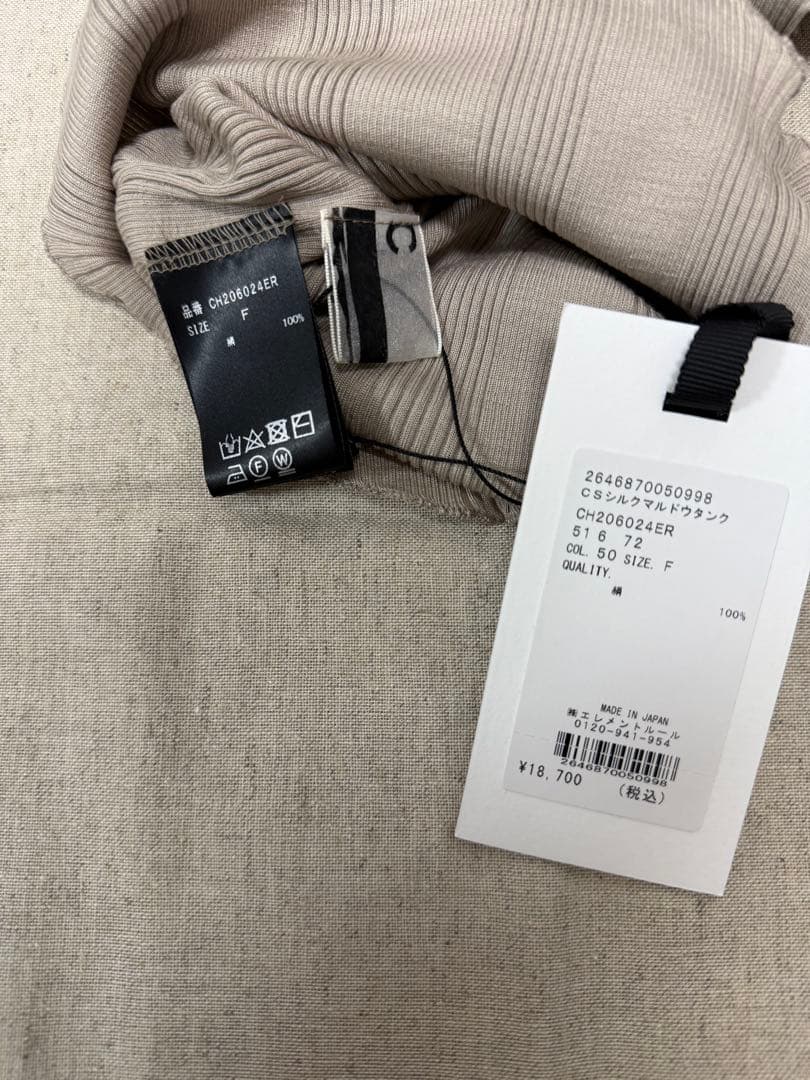 品番 CH206024ER
SIZE F
絹 100%
F W
C
2646870050998
CSシルクマルドウタンク
CH206024ER
51 6 72
COL. 50 SIZE. F
QUALITY.
絹 100%
MADE IN JAPAN
㈱エレメントルール
0120-941-954
2646870050998
¥18,700 (税込)